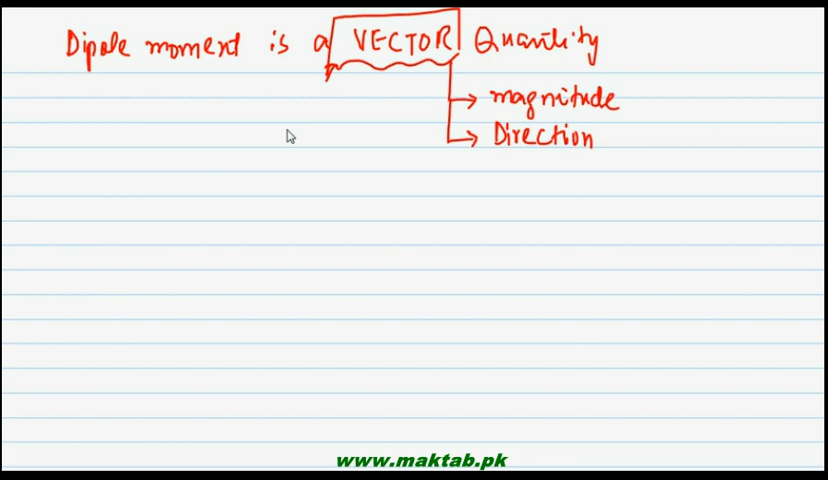 Dipole moment is a VECTOR Quantity
→ magnitude
→ Direction
www.maktab.pk